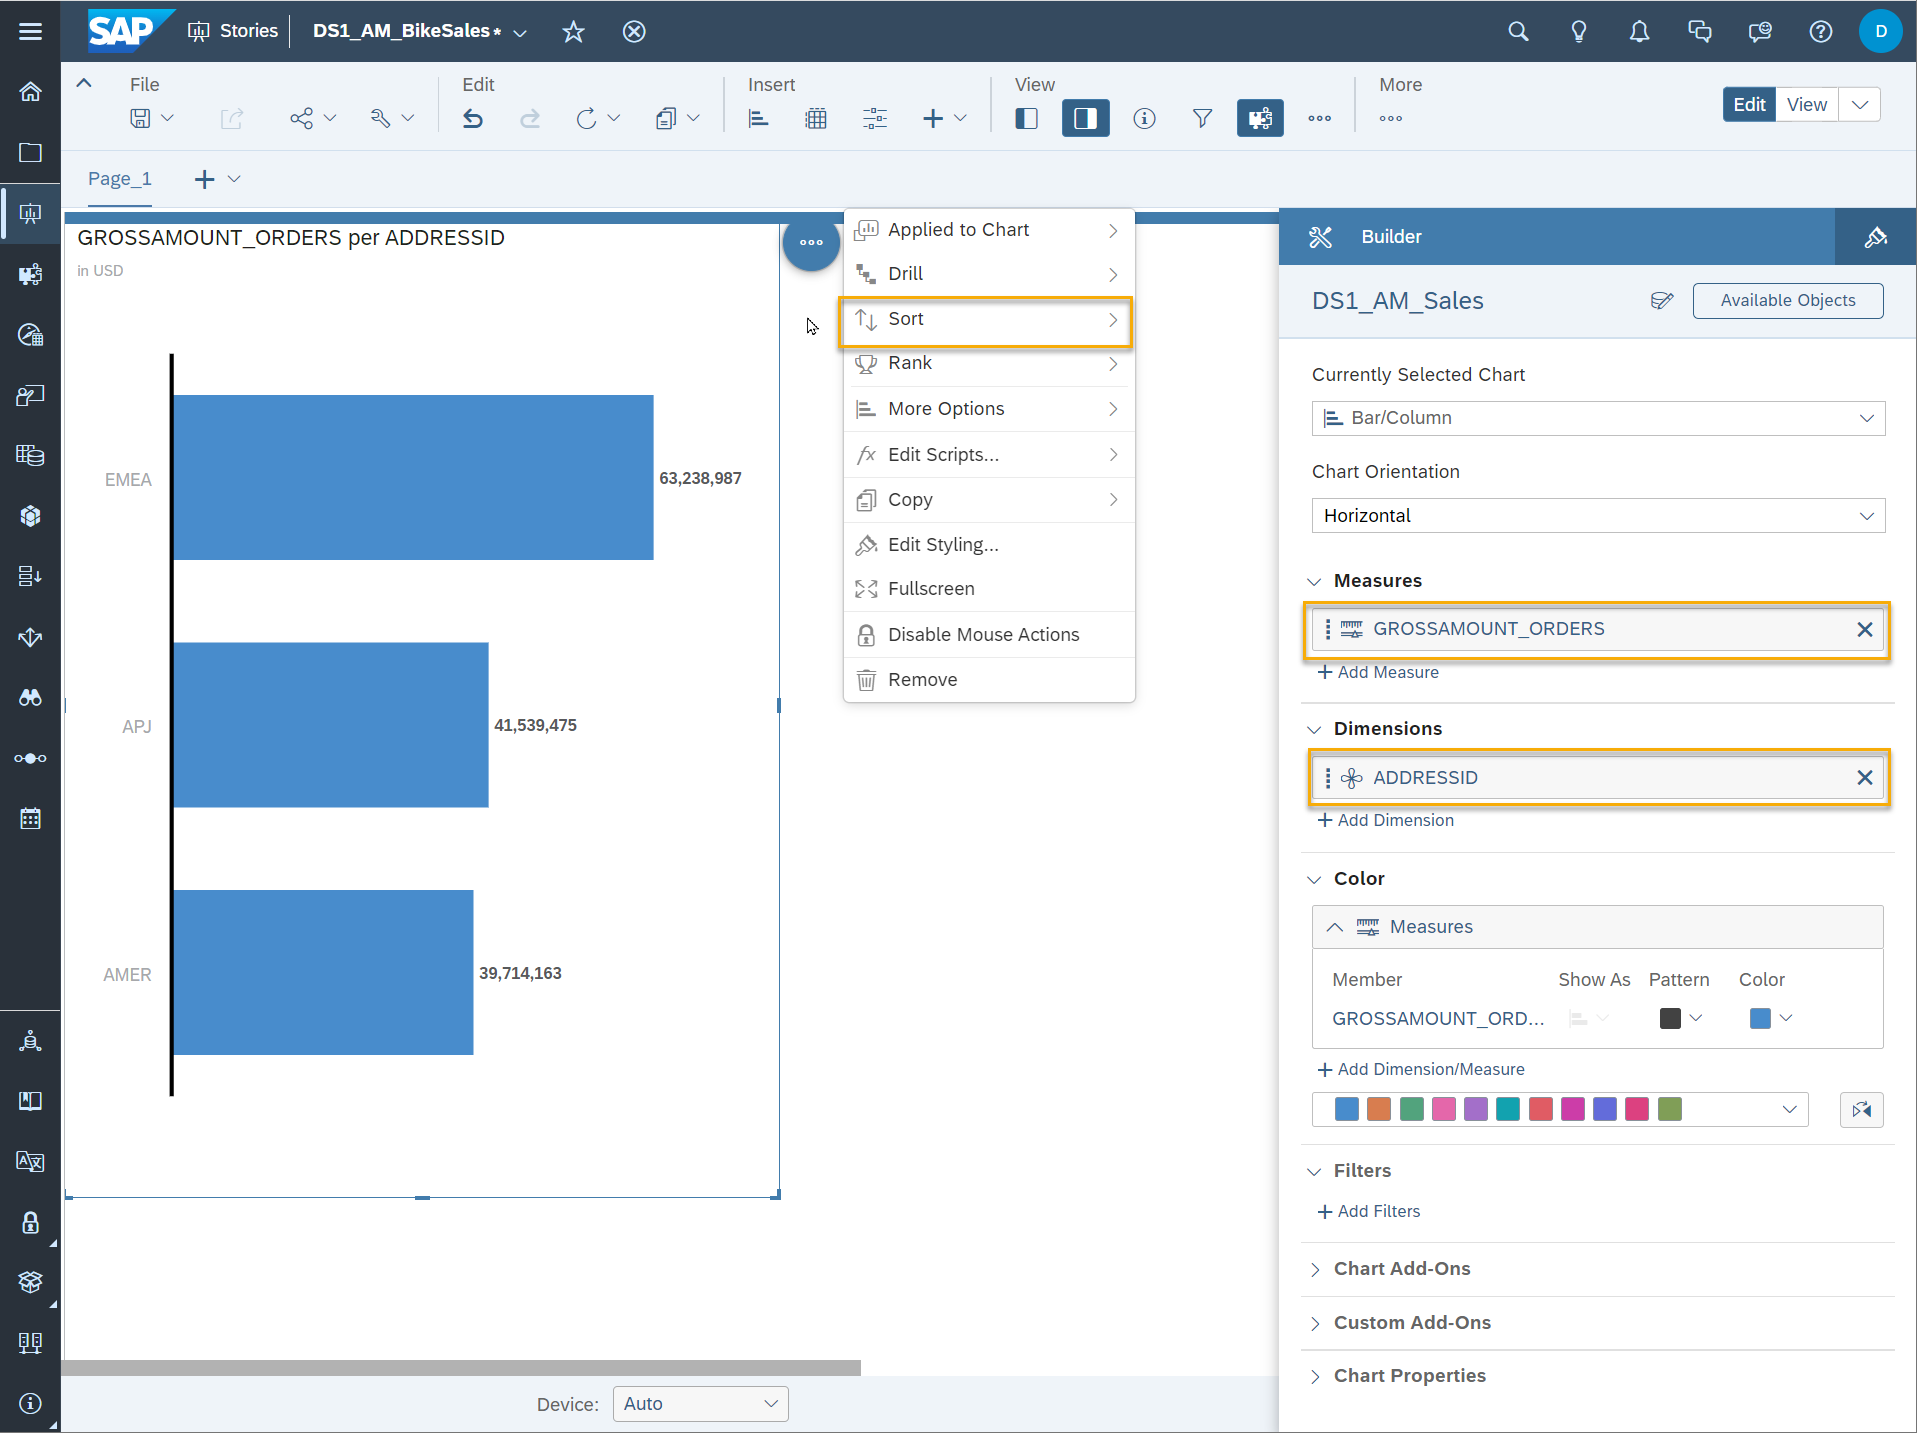 SAP Stories DS1_AM_BikeSales* D
File Edit Insert View More
Edit View
Page_1
GROSSAMOUNT_ORDERS per ADDRESSID
in USD
EMEA 63,238,987
APJ 41,539,475
AMER 39,714,163
Applied to Chart
Drill
Sort
Rank
More Options
fx Edit Scripts...
Copy
Edit Styling...
Fullscreen
Disable Mouse Actions
Remove
Builder
DS1_AM_Sales Available Objects
Currently Selected Chart
Bar/Column
Chart Orientation
Horizontal
Measures
GROSSAMOUNT_ORDERS
+ Add Measure
Dimensions
ADDRESSID
+ Add Dimension
Color
Measures
Member Show As Pattern Color
GROSSAMOUNT_ORD...
+ Add Dimension/Measure
Filters
+ Add Filters
Chart Add-Ons
Custom Add-Ons
Chart Properties
Device: Auto